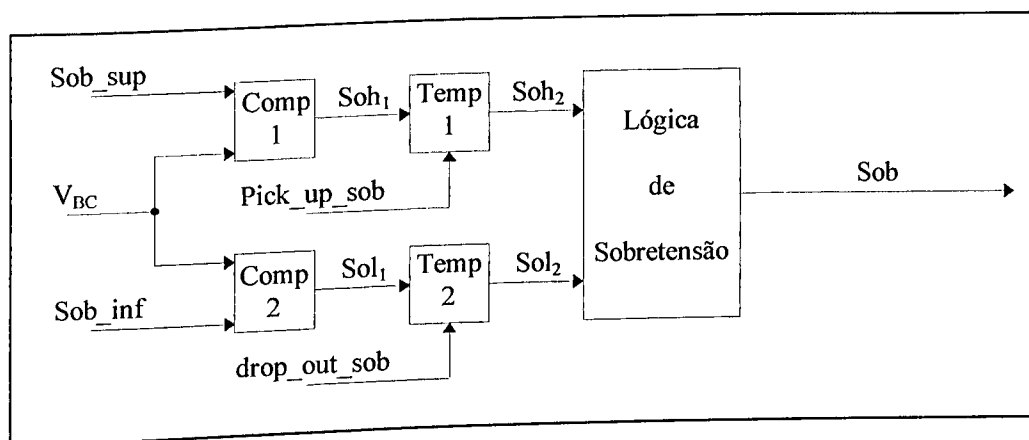 Sob_sup
Comp
1
Soh₁
Temp
1
Soh₂
Lógica
de
Sobretensão
Sob
V_BC
Pick_up_sob
Comp
2
Sol₁
Temp
2
Sol₂
Sob_inf
drop_out_sob